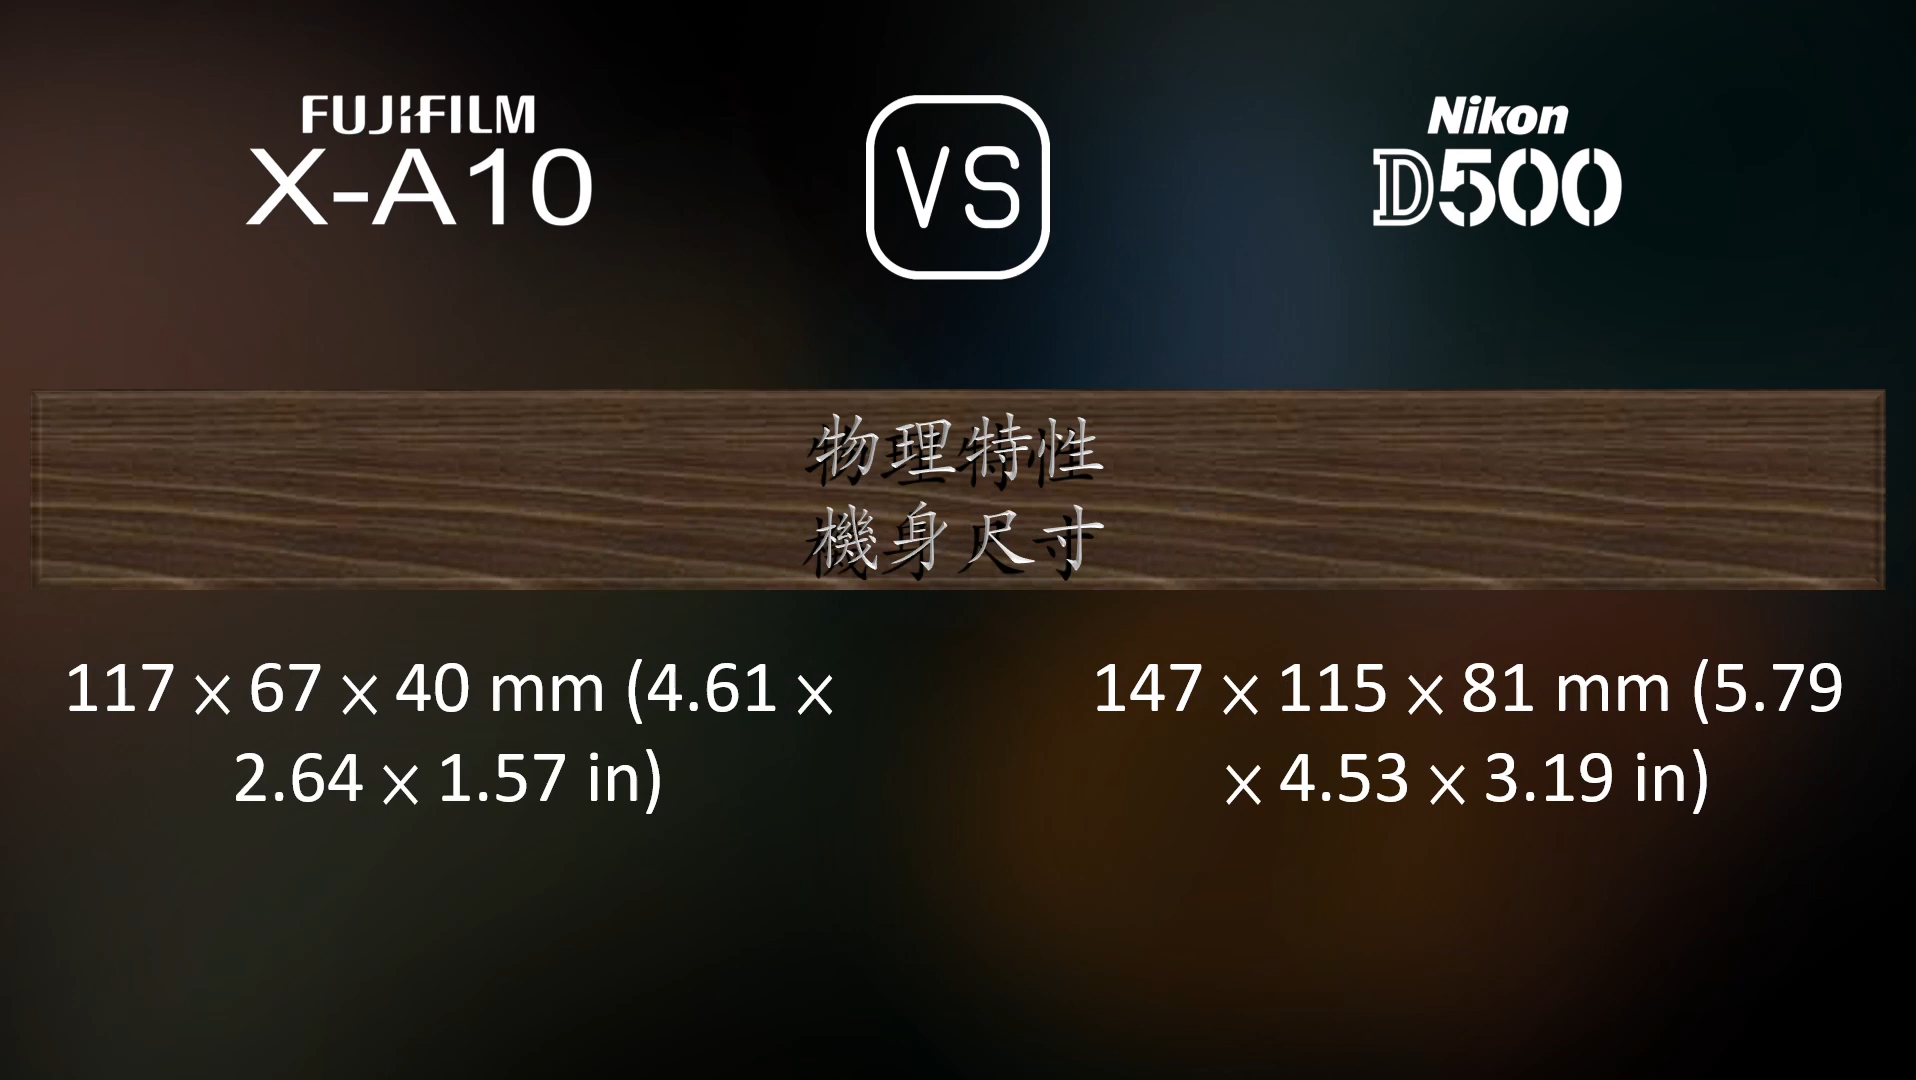 FUJIFILM
X-A10
VS
Nikon
D500
物理特性
機身尺寸
117 x 67 x 40 mm (4.61 x
2.64 x 1.57 in)
147 x 115 x 81 mm (5.79
x 4.53 x 3.19 in)